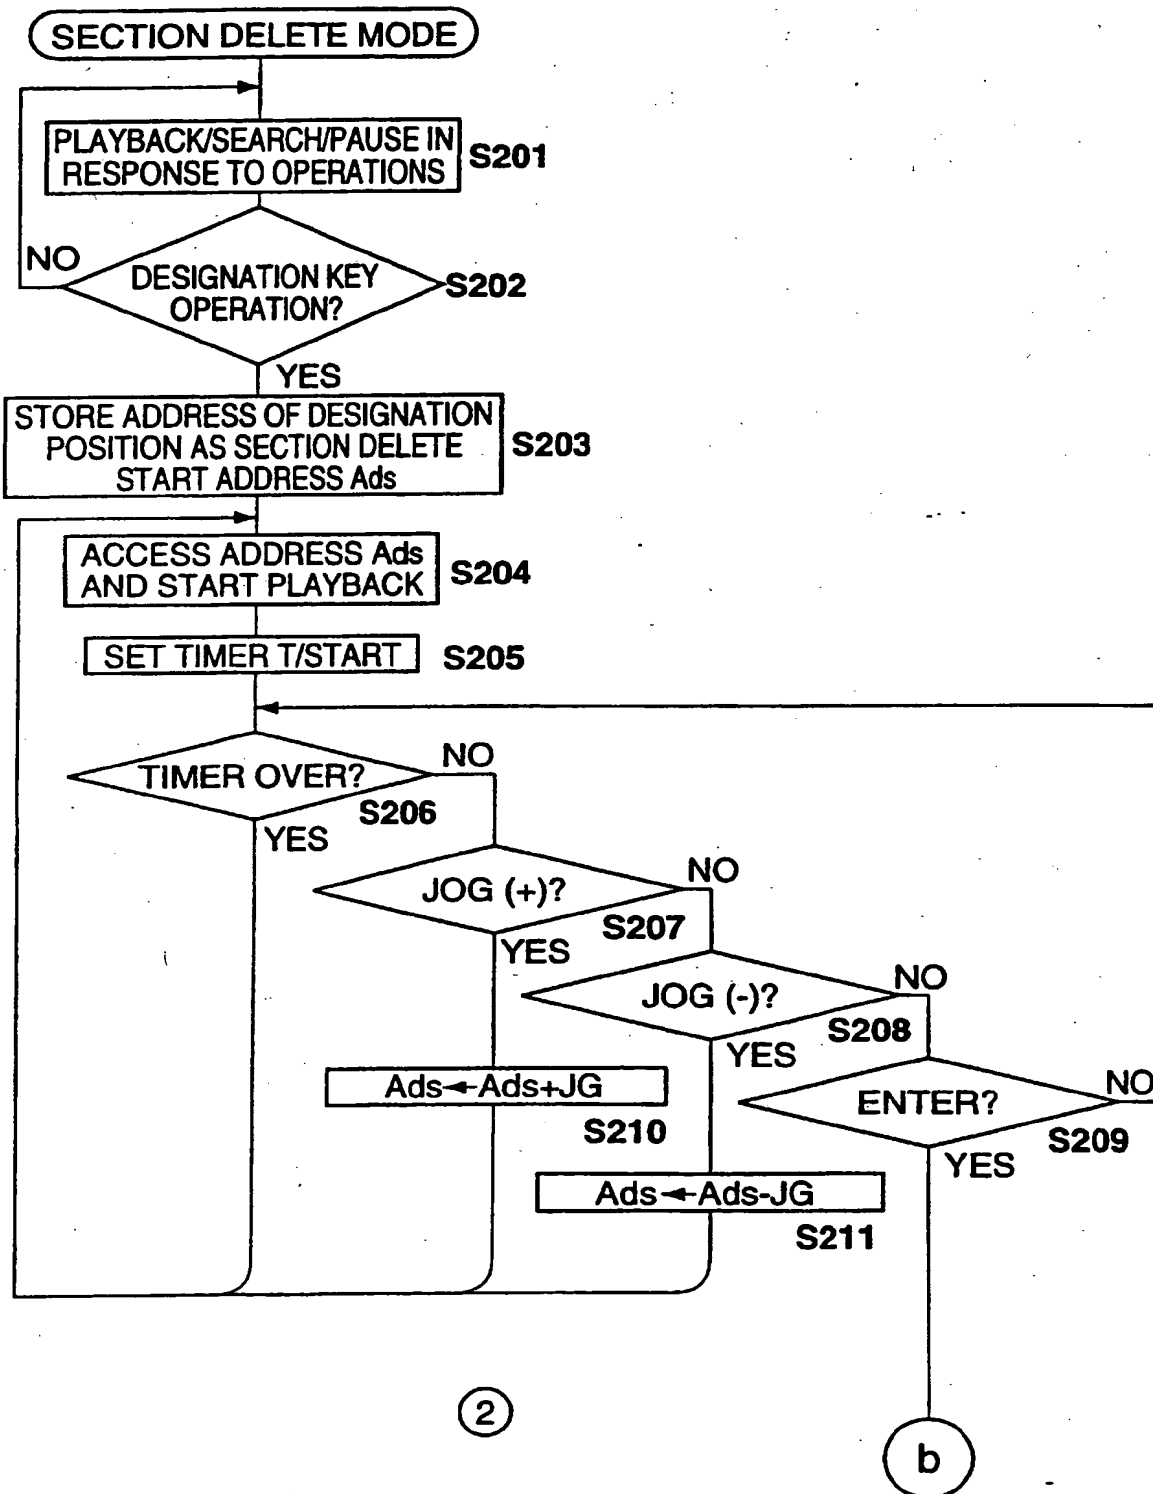 SECTION DELETE MODE
PLAYBACK/SEARCH/PAUSE IN
RESPONSE TO OPERATIONS
S201
NO
DESIGNATION KEY
OPERATION?
S202
YES
STORE ADDRESS OF DESIGNATION
POSITION AS SECTION DELETE
START ADDRESS Ads
S203
ACCESS ADDRESS Ads
AND START PLAYBACK
S204
SET TIMER T/START
S205
TIMER OVER?
NO
S206
YES
JOG (+)?
NO
S207
YES
JOG (-)?
NO
S208
YES
Ads←Ads+JG
S210
ENTER?
NO
S209
YES
Ads←Ads-JG
S211
2
b